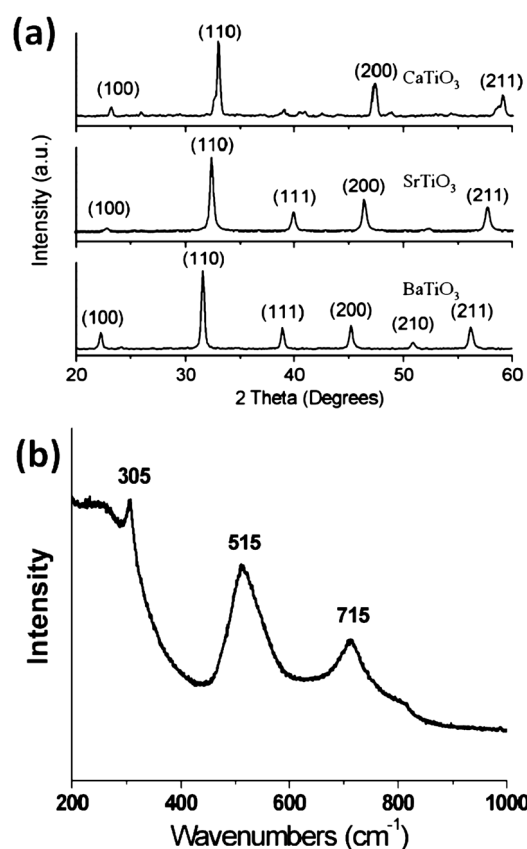 (a)
(110)
(100)
(200)
CaTiO3
(211)
(110)
(100)
(111)
(200)
SrTiO3
(211)
(110)
(100)
(111)
(200)
BaTiO3
(210)
(211)
Intensity (a.u.)
20 30 40 50 60
2 Theta (Degrees)
(b)
305
515
715
Intensity
200 400 600 800 1000
Wavenumbers (cm⁻¹)